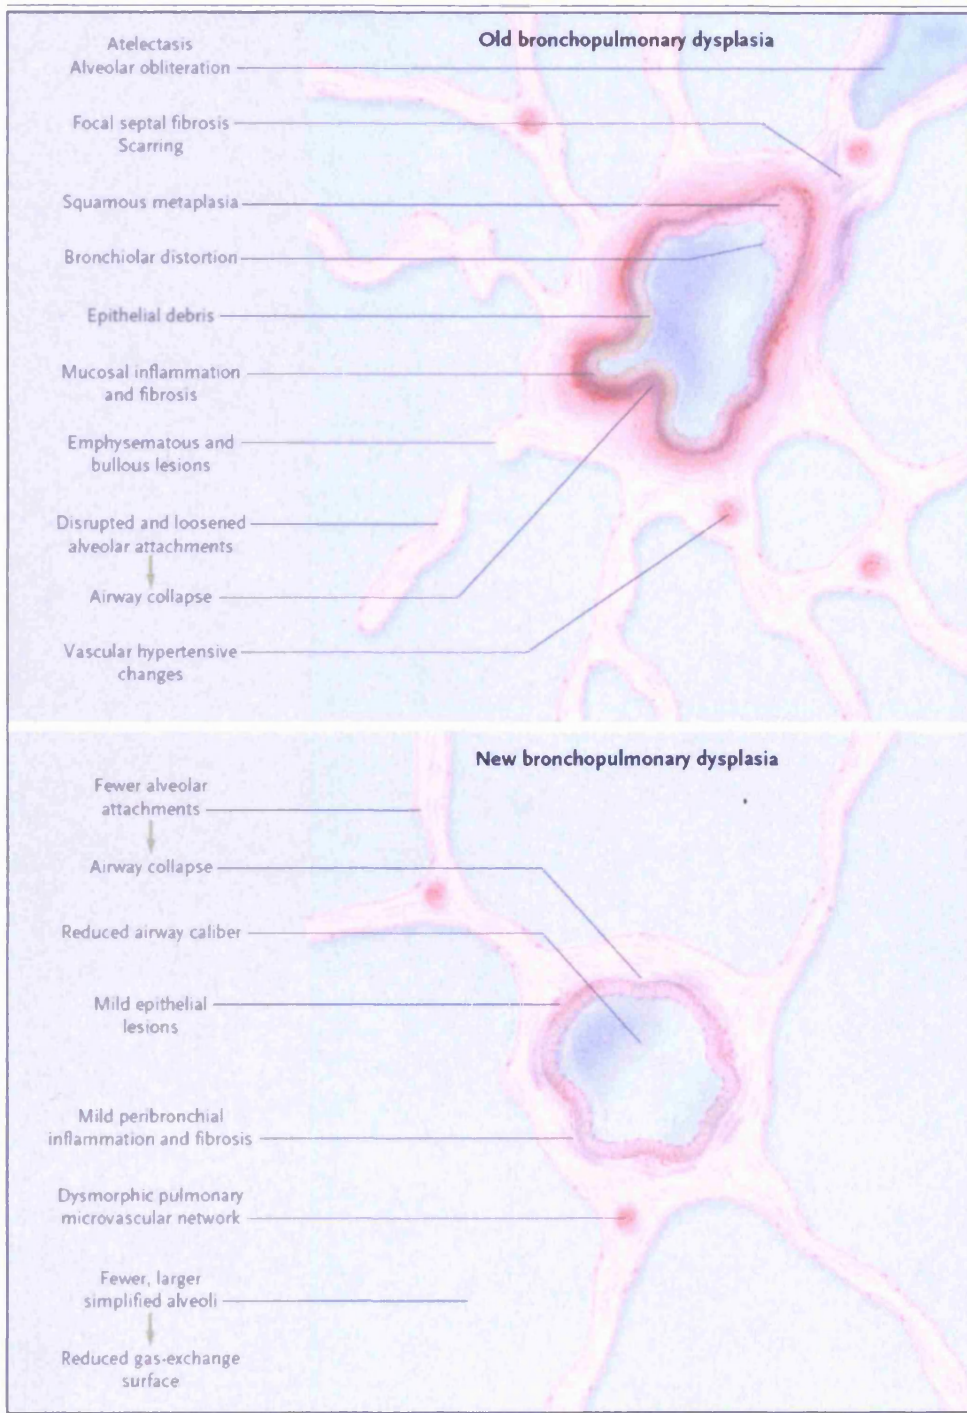 Old bronchopulmonary dysplasia
Atelectasis
Alveolar obliteration
Focal septal fibrosis
Scarring
Squamous metaplasia
Bronchiolar distortion
Epithelial debris
Mucosal inflammation
and fibrosis
Emphysematous and
bullous lesions
Disrupted and loosened
alveolar attachments
Airway collapse
Vascular hypertensive
changes
New bronchopulmonary dysplasia
Fewer alveolar
attachments
Airway collapse
Reduced airway caliber
Mild epithelial
lesions
Mild peribronchial
inflammation and fibrosis
Dysmorphic pulmonary
microvascular network
Fewer, larger
simplified alveoli
Reduced gas-exchange
surface